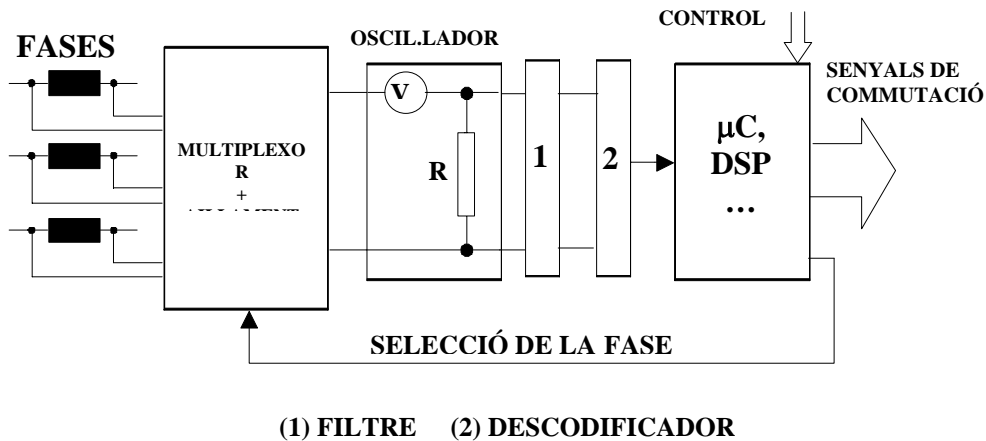 CONTROL
OSCIL.LADOR
FASES
SENYALS DE
COMMUTACIÓ
V
MULTIPLEXO
R
+
R
1
2
µC,
DSP
...
SELECCIÓ DE LA FASE
(1) FILTRE (2) DESCODIFICADOR